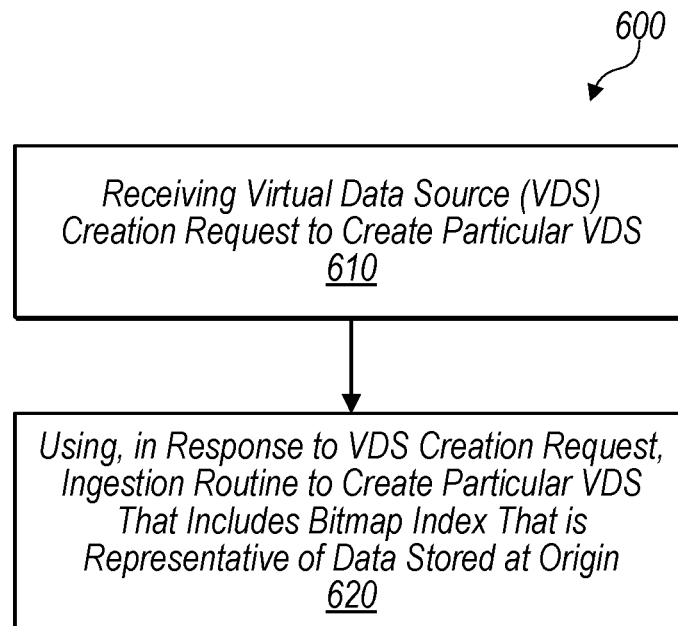 600
Receiving Virtual Data Source (VDS)
Creation Request to Create Particular VDS
610
Using, in Response to VDS Creation Request,
Ingestion Routine to Create Particular VDS
That Includes Bitmap Index That is
Representative of Data Stored at Origin
620